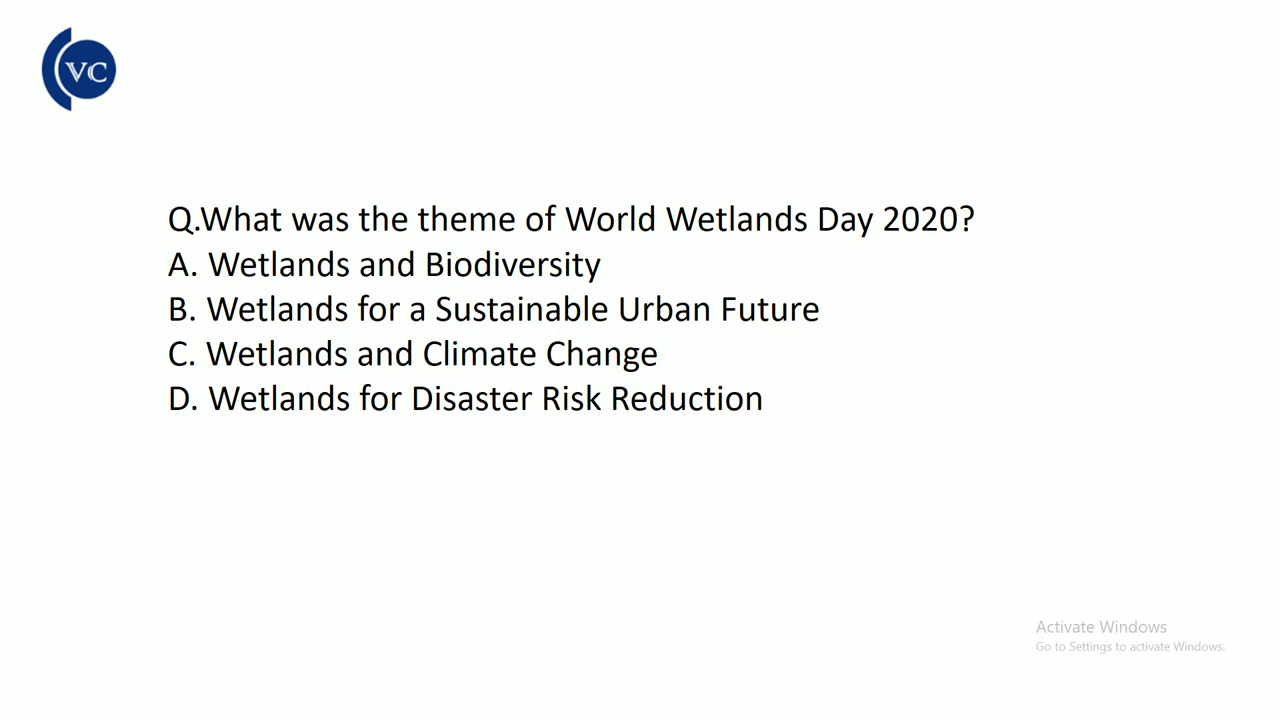 VC
Q.What was the theme of World Wetlands Day 2020?
A. Wetlands and Biodiversity
B. Wetlands for a Sustainable Urban Future
C. Wetlands and Climate Change
D. Wetlands for Disaster Risk Reduction
Activate Windows
Go to Settings to activate Windows.